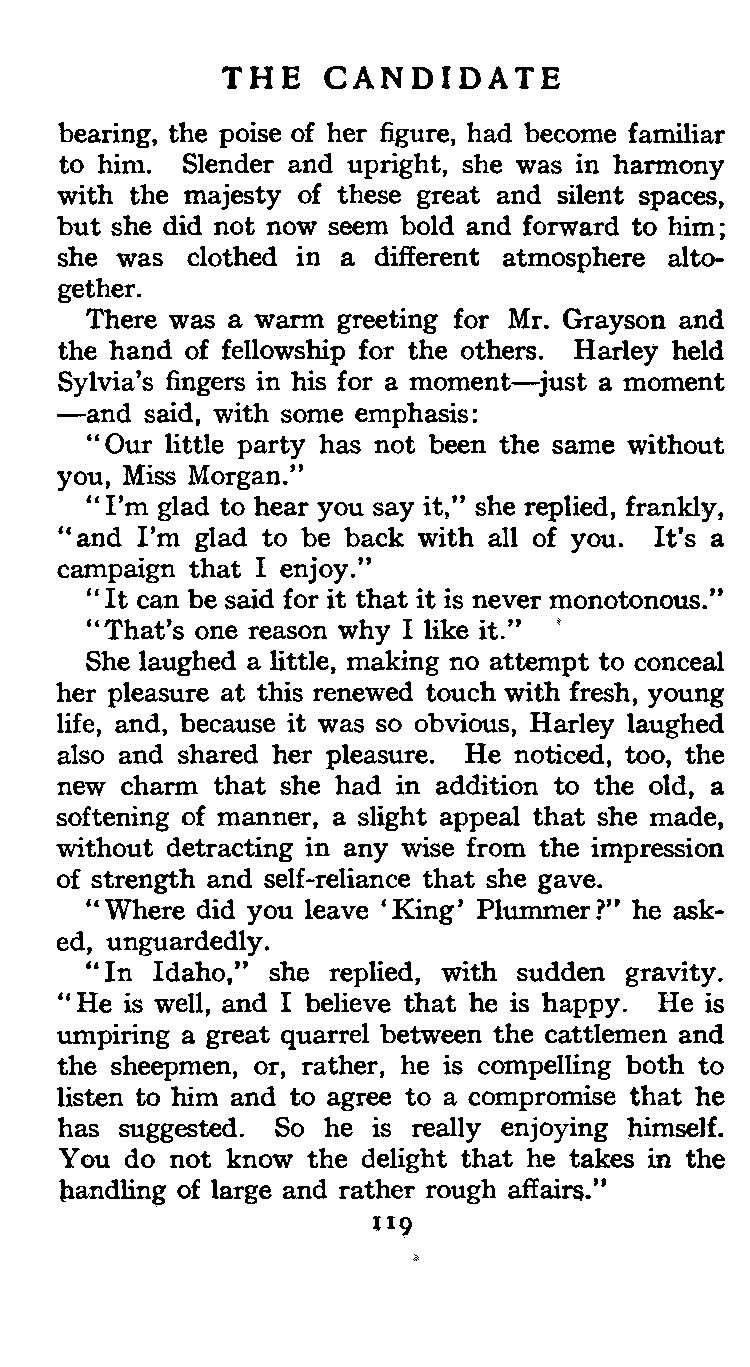 THE CANDIDATE
bearing, the poise of her figure, had become familiar
to him. Slender and upright, she was in harmony
with the majesty of these great and silent spaces,
but she did not now seem bold and forward to him;
she was clothed in a different atmosphere alto-
gether.
There was a warm greeting for Mr. Grayson and
the hand of fellowship for the others. Harley held
Sylvia's fingers in his for a moment—just a moment
—and said, with some emphasis:
"Our little party has not been the same without
you, Miss Morgan."
"I'm glad to hear you say it," she replied, frankly,
"and I'm glad to be back with all of you. It's a
campaign that I enjoy."
"It can be said for it that it is never monotonous."
"That's one reason why I like it."
She laughed a little, making no attempt to conceal
her pleasure at this renewed touch with fresh, young
life, and, because it was so obvious, Harley laughed
also and shared her pleasure. He noticed, too, the
new charm that she had in addition to the old, a
softening of manner, a slight appeal that she made,
without detracting in any wise from the impression
of strength and self-reliance that she gave.
"Where did you leave 'King' Plummer?" he ask-
ed, unguardedly.
"In Idaho," she replied, with sudden gravity.
"He is well, and I believe that he is happy. He is
umpiring a great quarrel between the cattlemen and
the sheepmen, or, rather, he is compelling both to
listen to him and to agree to a compromise that he
has suggested. So he is really enjoying himself.
You do not know the delight that he takes in the
handling of large and rather rough affairs."
119